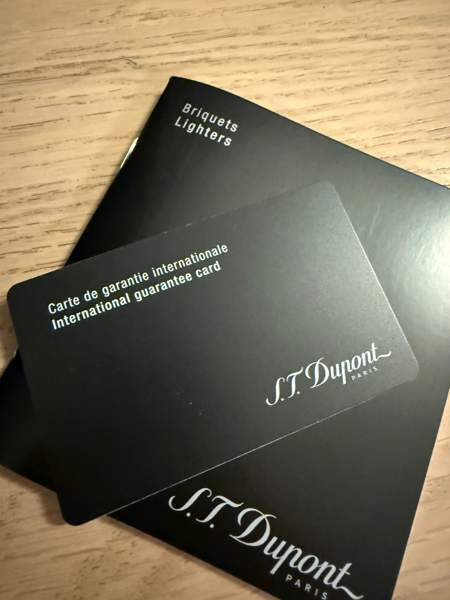 Briquets
Lighters
Carte de garantie internationale
International guarantee card
S.T. Dupont
PARIS
S.T. Dupont
PARIS